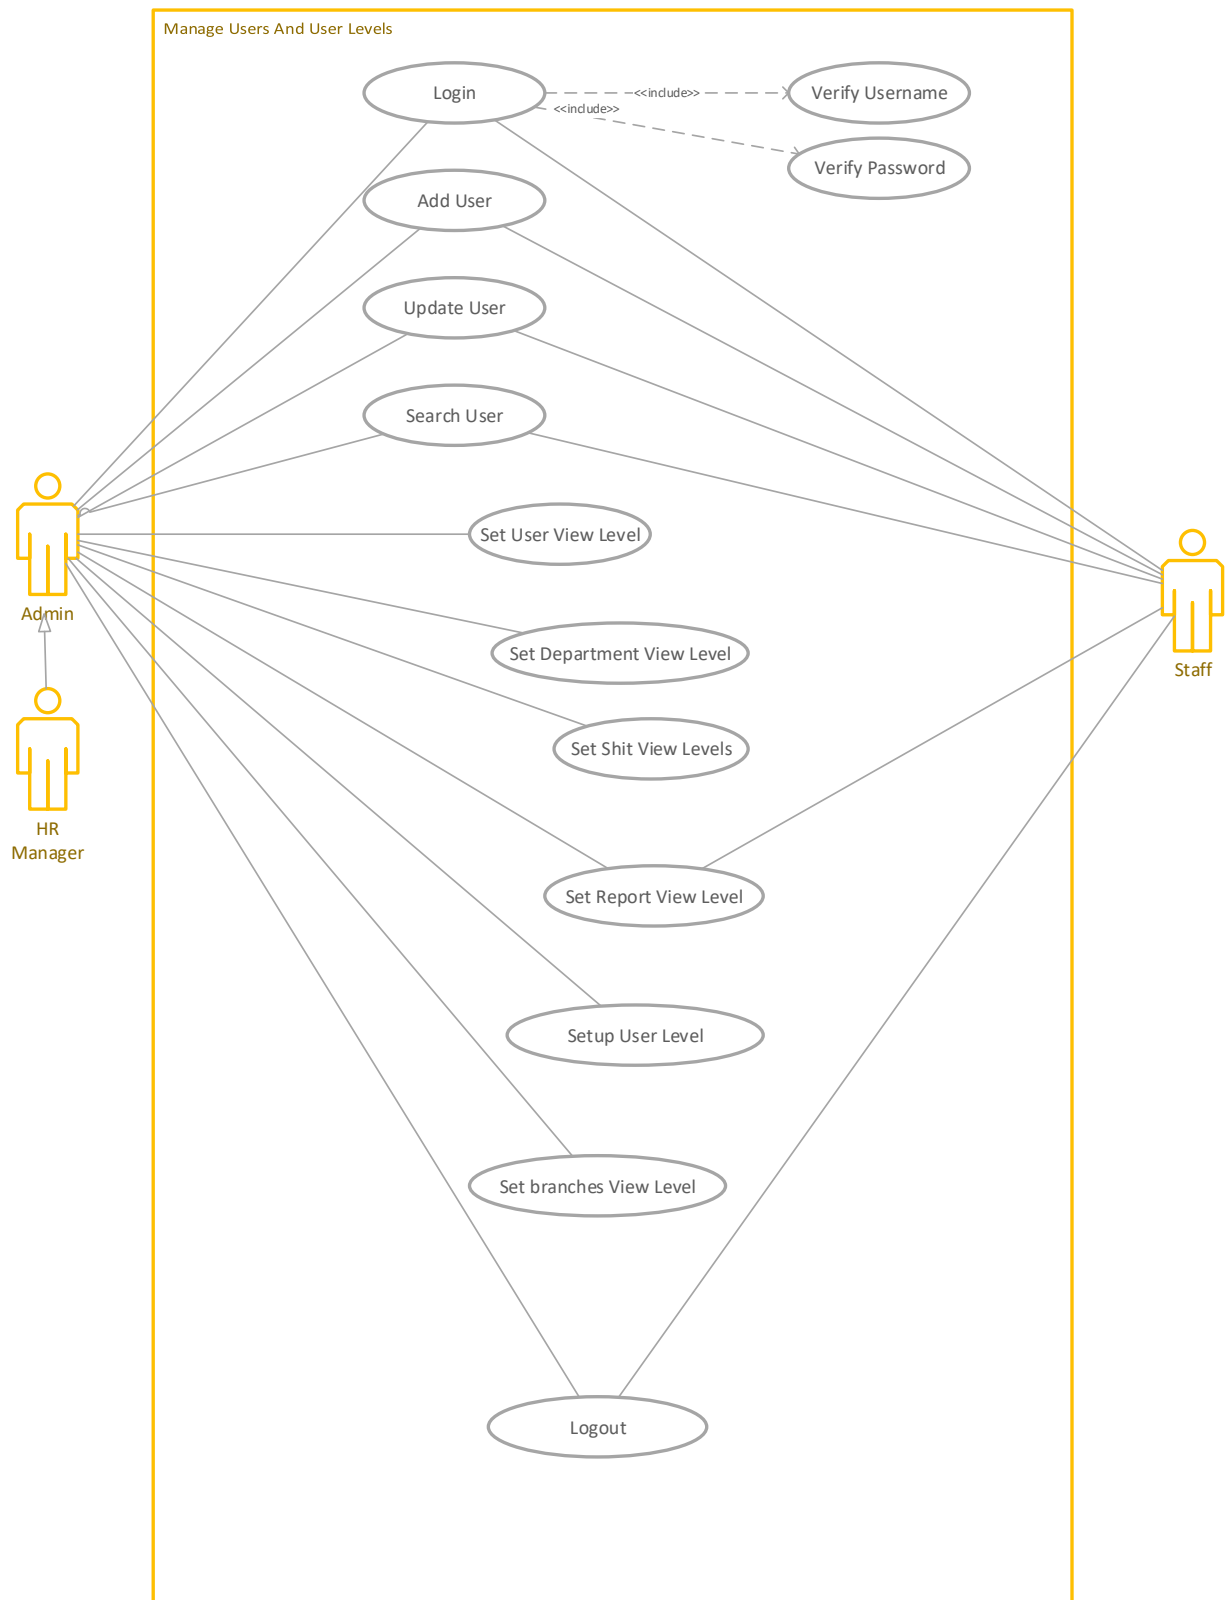 Manage Users And User Levels
Login
<<include>>
Verify Username
<<include>>
Verify Password
Add User
Update User
Search User
Set User View Level
Admin
Set Department View Level
Staff
Set Shit View Levels
HR
Manager
Set Report View Level
Setup User Level
Set branches View Level
Logout